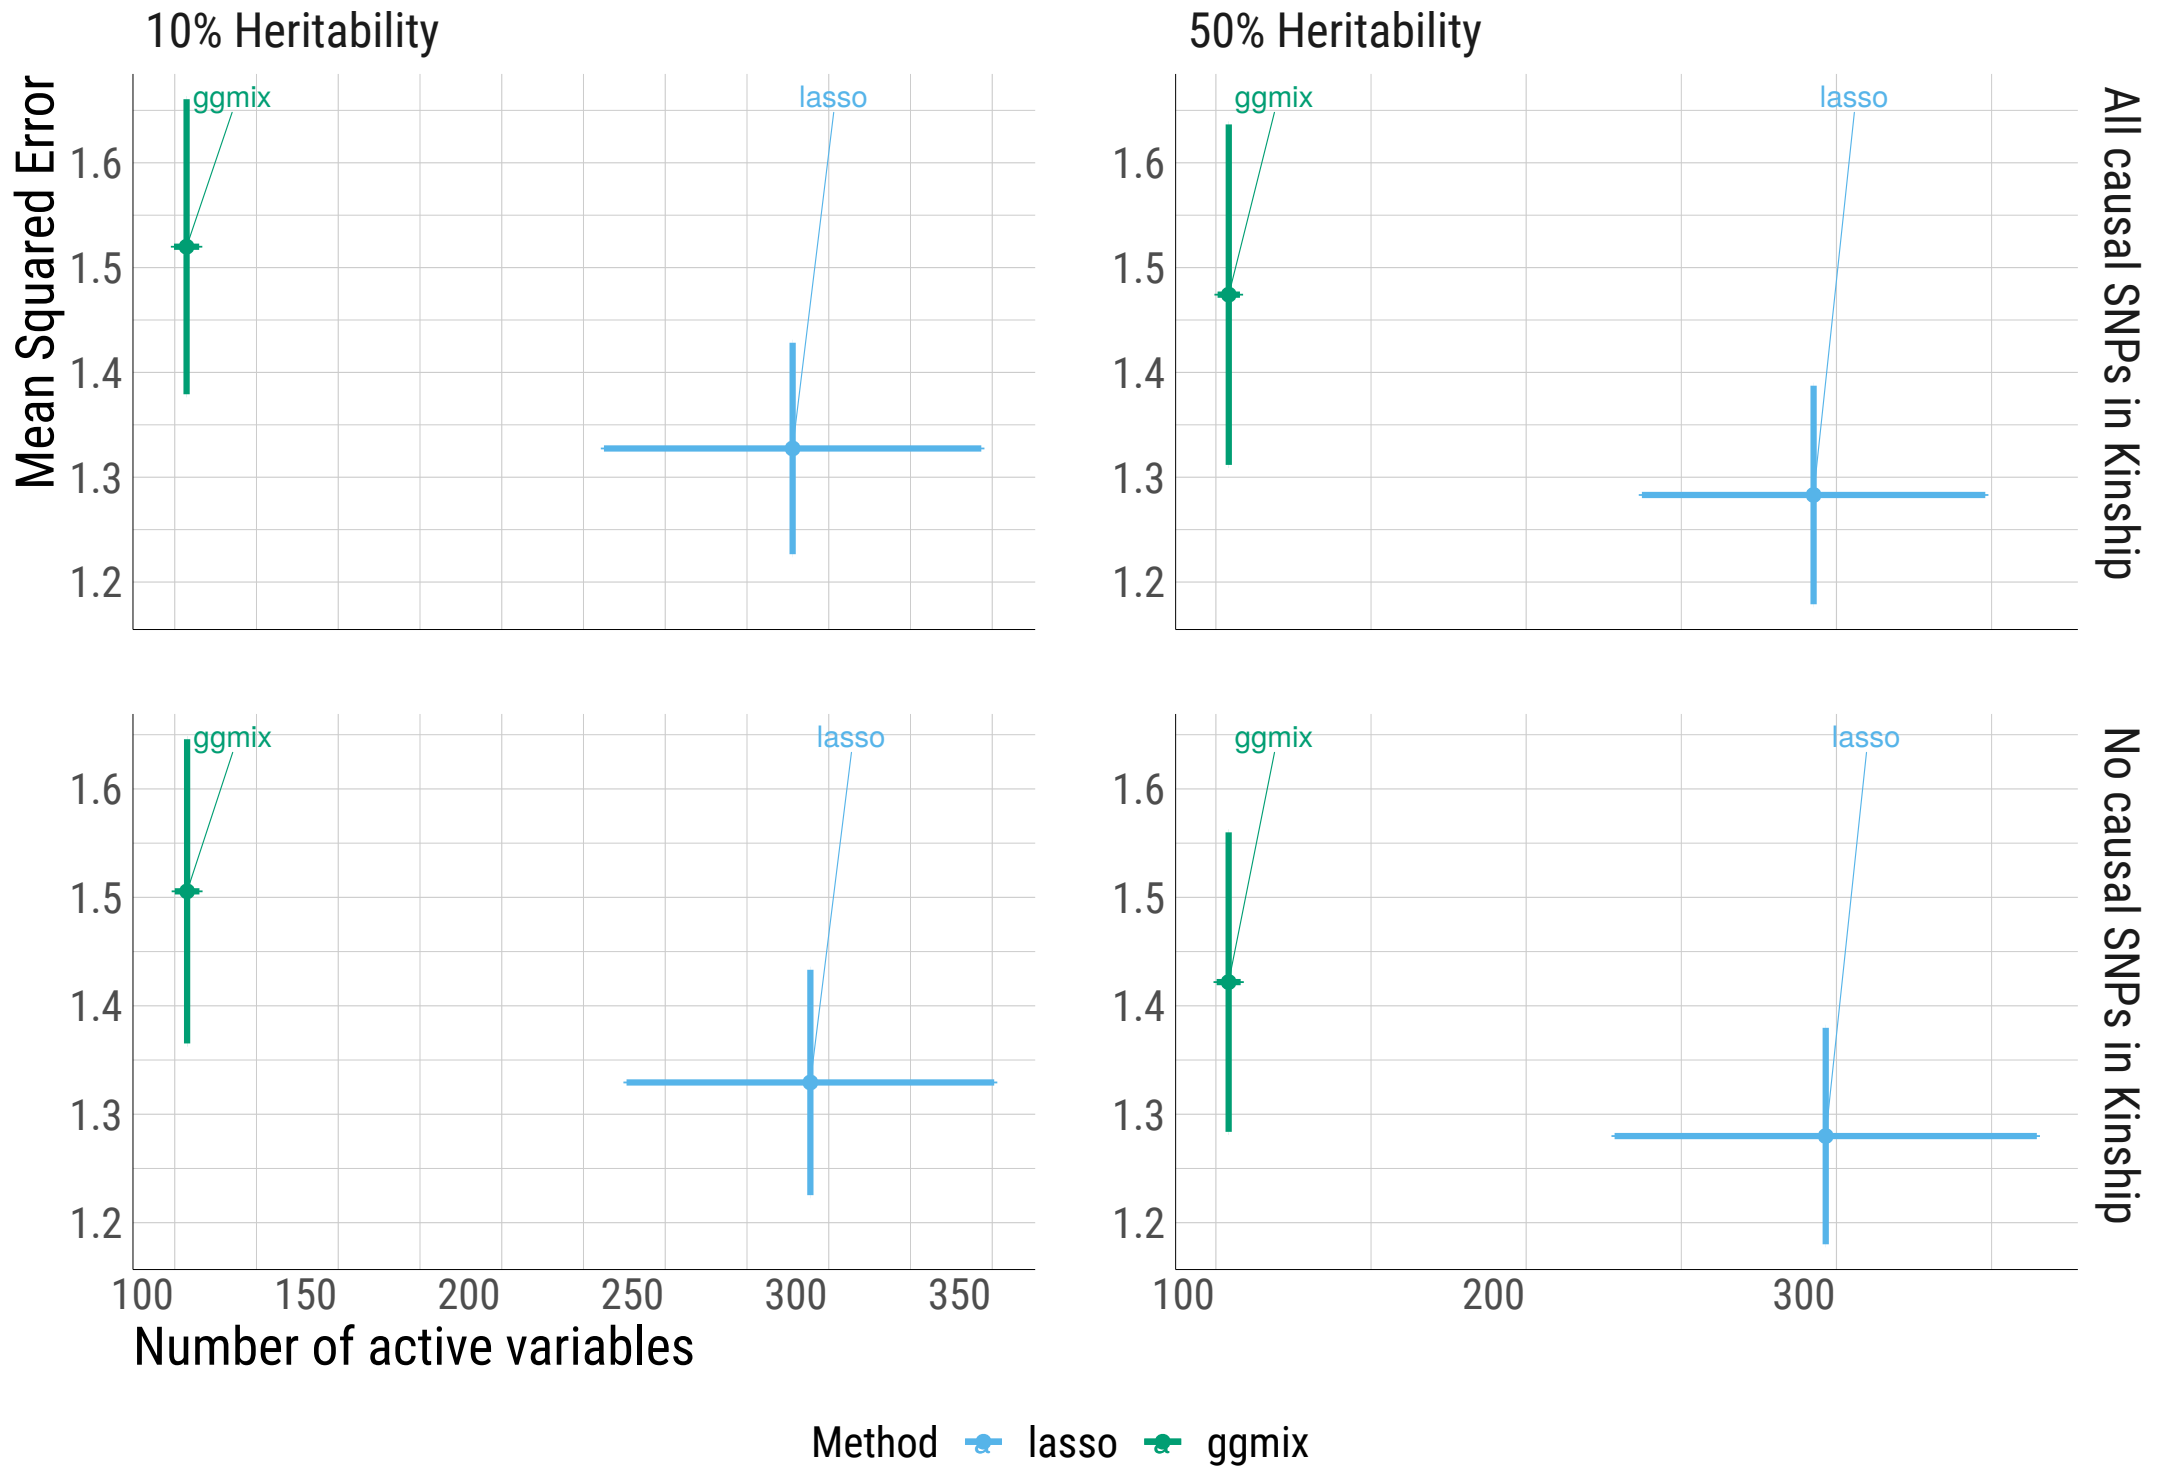 10% Heritability
50% Heritability
Mean Squared Error
1.6
1.5
1.4
1.3
1.2
ggmix
lasso
1.6
1.5
1.4
1.3
1.2
ggmix
lasso
All causal SNPs in Kinship
1.6
1.5
1.4
1.3
1.2
ggmix
lasso
1.6
1.5
1.4
1.3
1.2
ggmix
lasso
No causal SNPs in Kinship
100 150 200 250 300 350
100 200 300
Number of active variables
Method lasso ggmix